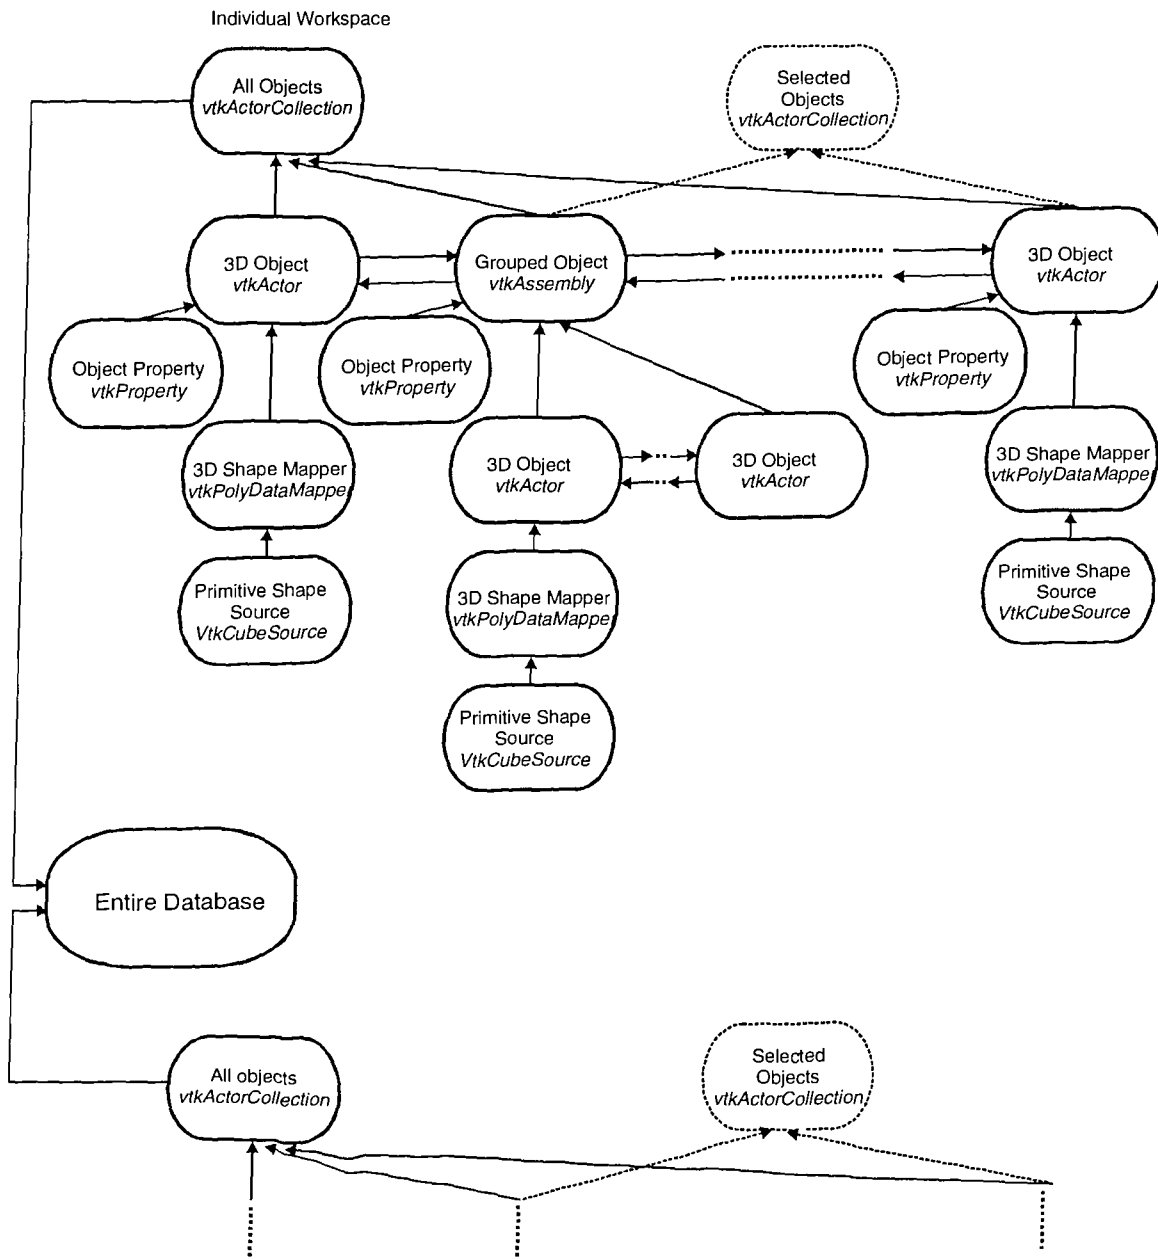 Individual Workspace
All Objects
vtkActorCollection
Selected
Objects
vtkActorCollection
3D Object
vtkActor
Grouped Object
vtkAssembly
3D Object
vtkActor
Object Property
vtkProperty
Object Property
vtkProperty
Object Property
vtkProperty
3D Shape Mapper
vtkPolyDataMappe
3D Object
vtkActor
3D Object
vtkActor
3D Shape Mapper
vtkPolyDataMappe
Primitive Shape
Source
VtkCubeSource
3D Shape Mapper
vtkPolyDataMappe
Primitive Shape
Source
VtkCubeSource
Primitive Shape
Source
VtkCubeSource
Entire Database
All objects
vtkActorCollection
Selected
Objects
vtkActorCollection